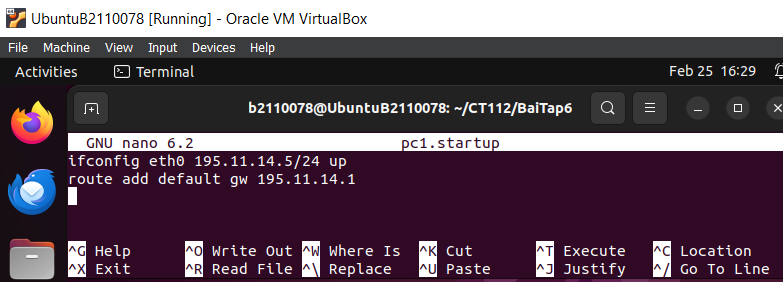 UbuntuB2110078 [Running] - Oracle VM VirtualBox
File Machine View Input Devices Help
Activities Terminal Feb 25 16:29
b2110078@UbuntuB2110078: ~/CT112/BaiTap6
GNU nano 6.2 pc1.startup
ifconfig eth0 195.11.14.5/24 up
route add default gw 195.11.14.1
^G Help ^O Write Out ^W Where Is ^K Cut ^T Execute ^C Location
^X Exit ^R Read File ^\ Replace ^U Paste ^J Justify ^/ Go To Line